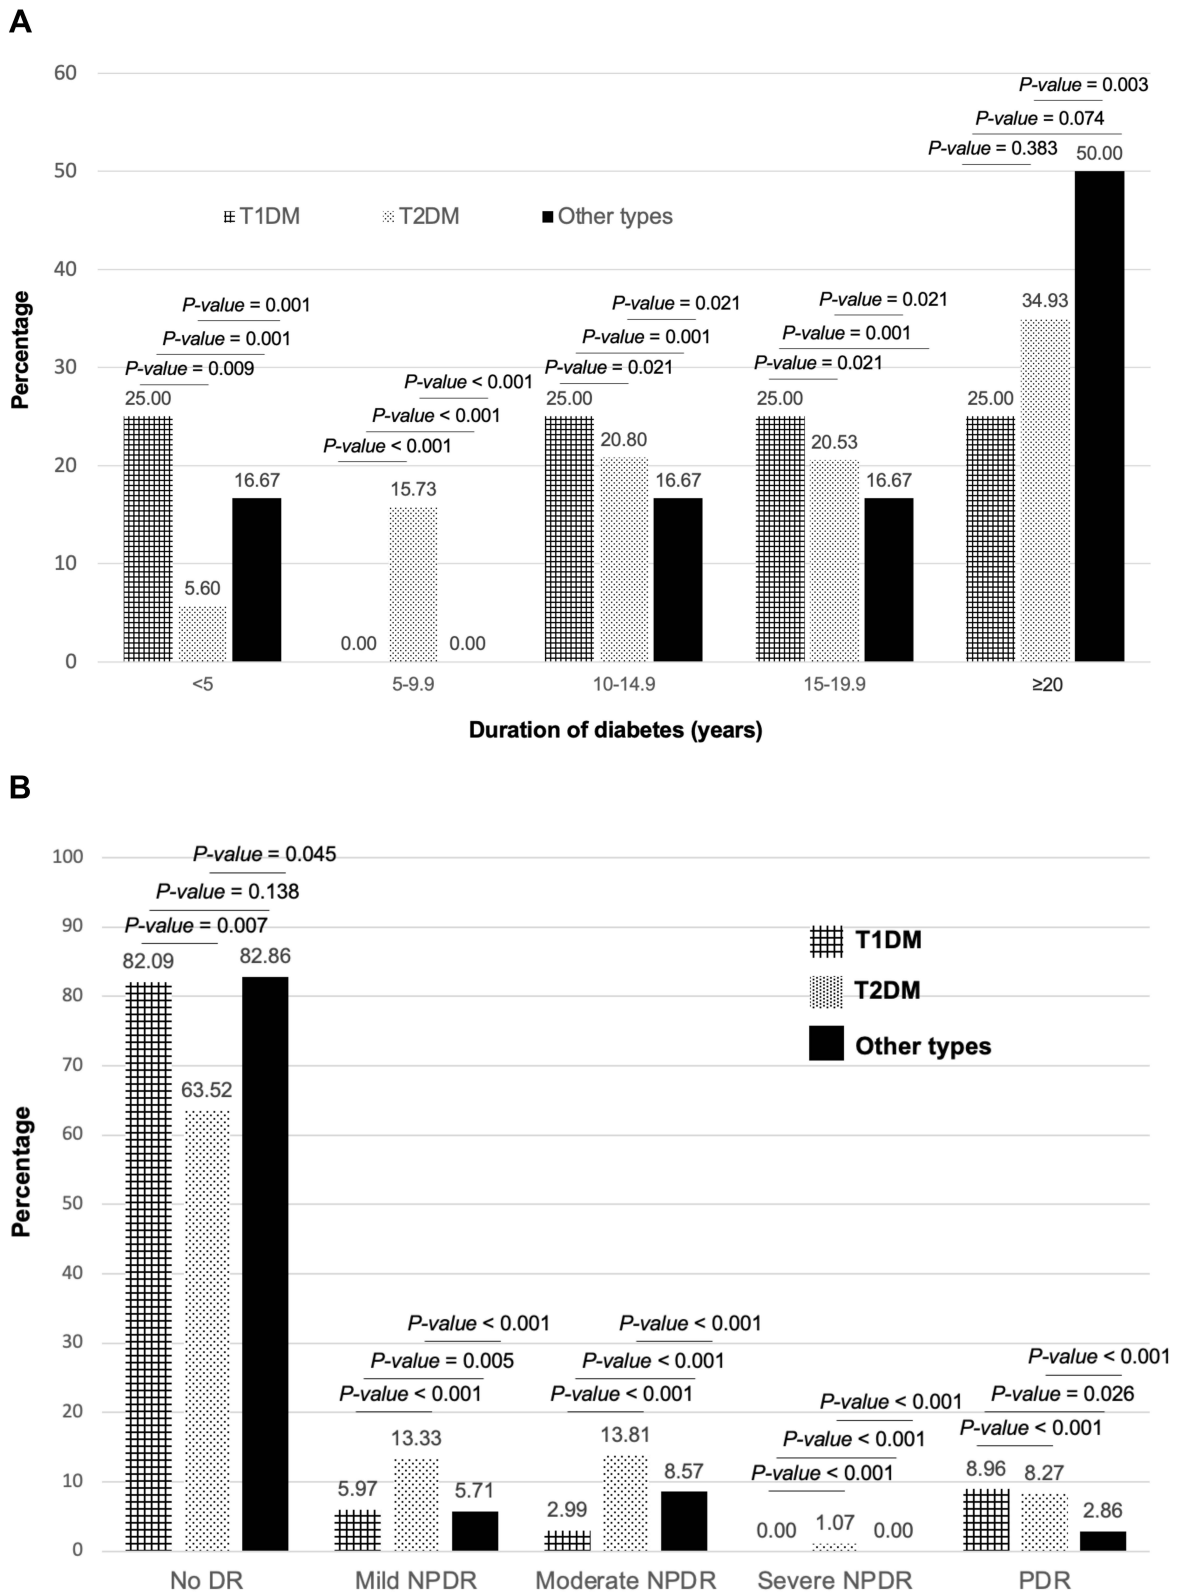 A
60
P-value = 0.003
P-value = 0.074
P-value = 0.383
50.00
50
T1DM T2DM Other types
40
P-value = 0.001
P-value = 0.001
P-value = 0.009
P-value < 0.001
P-value < 0.001
P-value < 0.001
P-value = 0.021
P-value = 0.001
P-value = 0.021
P-value = 0.021
P-value = 0.001
P-value = 0.021
34.93
30
25.00 25.00 25.00 25.00
20.80 20.53
20
16.67 15.73 16.67 16.67
10
5.60
0.00 0.00
0
<5 5-9.9 10-14.9 15-19.9 ≥20
Percentage
Duration of diabetes (years)
B
100
P-value = 0.045
P-value = 0.138
P-value = 0.007
90
82.09 82.86
T1DM
T2DM
Other types
80
70
63.52
60
50
40
30
P-value < 0.001
P-value = 0.005
P-value < 0.001
P-value < 0.001
P-value < 0.001
P-value < 0.001
P-value < 0.001
P-value < 0.001
P-value < 0.001
P-value < 0.001
P-value = 0.026
P-value < 0.001
20
13.33 13.81
10
5.97 5.71 2.99 8.57 0.00 1.07 0.00 8.96 8.27 2.86
0
No DR Mild NPDR Moderate NPDR Severe NPDR PDR
Percentage